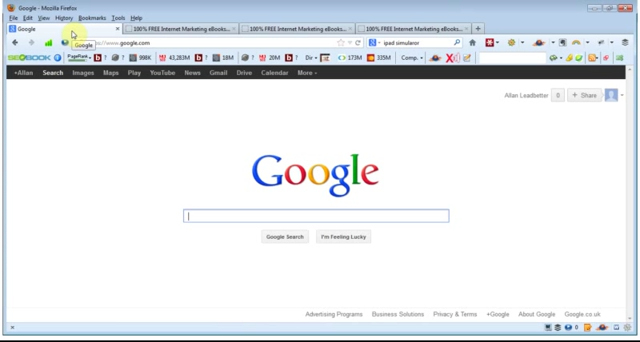 Google - Mozilla Firefox
File Edit View History Bookmarks Tools Help
Google
100% FREE Internet Marketing eBooks...
100% FREE Internet Marketing eBooks...
100% FREE Internet Marketing eBooks...
www.google.com
ipad simularor
Google
SEOBOOK
? 998K
43,283M
? 18M
? 20M
Div
173M
335M
Comp.
+Allan Search Images Maps Play YouTube News Gmail Drive Calendar More
Allan Leadbetter 0 + Share
Google
Google Search I'm Feeling Lucky
Advertising Programs Business Solutions Privacy & Terms +Google About Google Google.co.uk
0